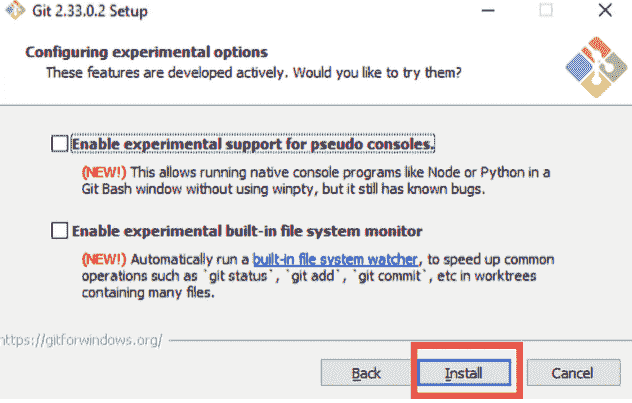 Git 2.33.0.2 Setup
Configuring experimental options
These features are developed actively. Would you like to try them?
Enable experimental support for pseudo consoles.
(NEW!) This allows running native console programs like Node or Python in a
Git Bash window without using winpty, but it still has known bugs.
Enable experimental built-in file system monitor
(NEW!) Automatically run a built-in file system watcher, to speed up common
operations such as `git status`, `git add`, `git commit`, etc in worktrees
containing many files.
https://gitforwindows.org/
Back Install Cancel